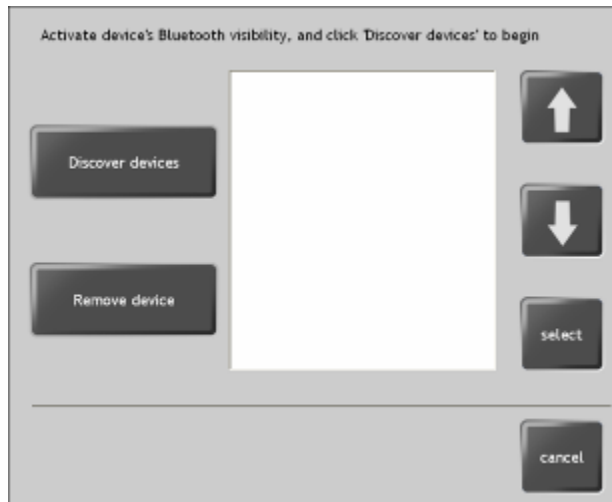 Activate device's Bluetooth visibility, and click 'Discover devices' to begin
Discover devices
Remove device
select
cancel